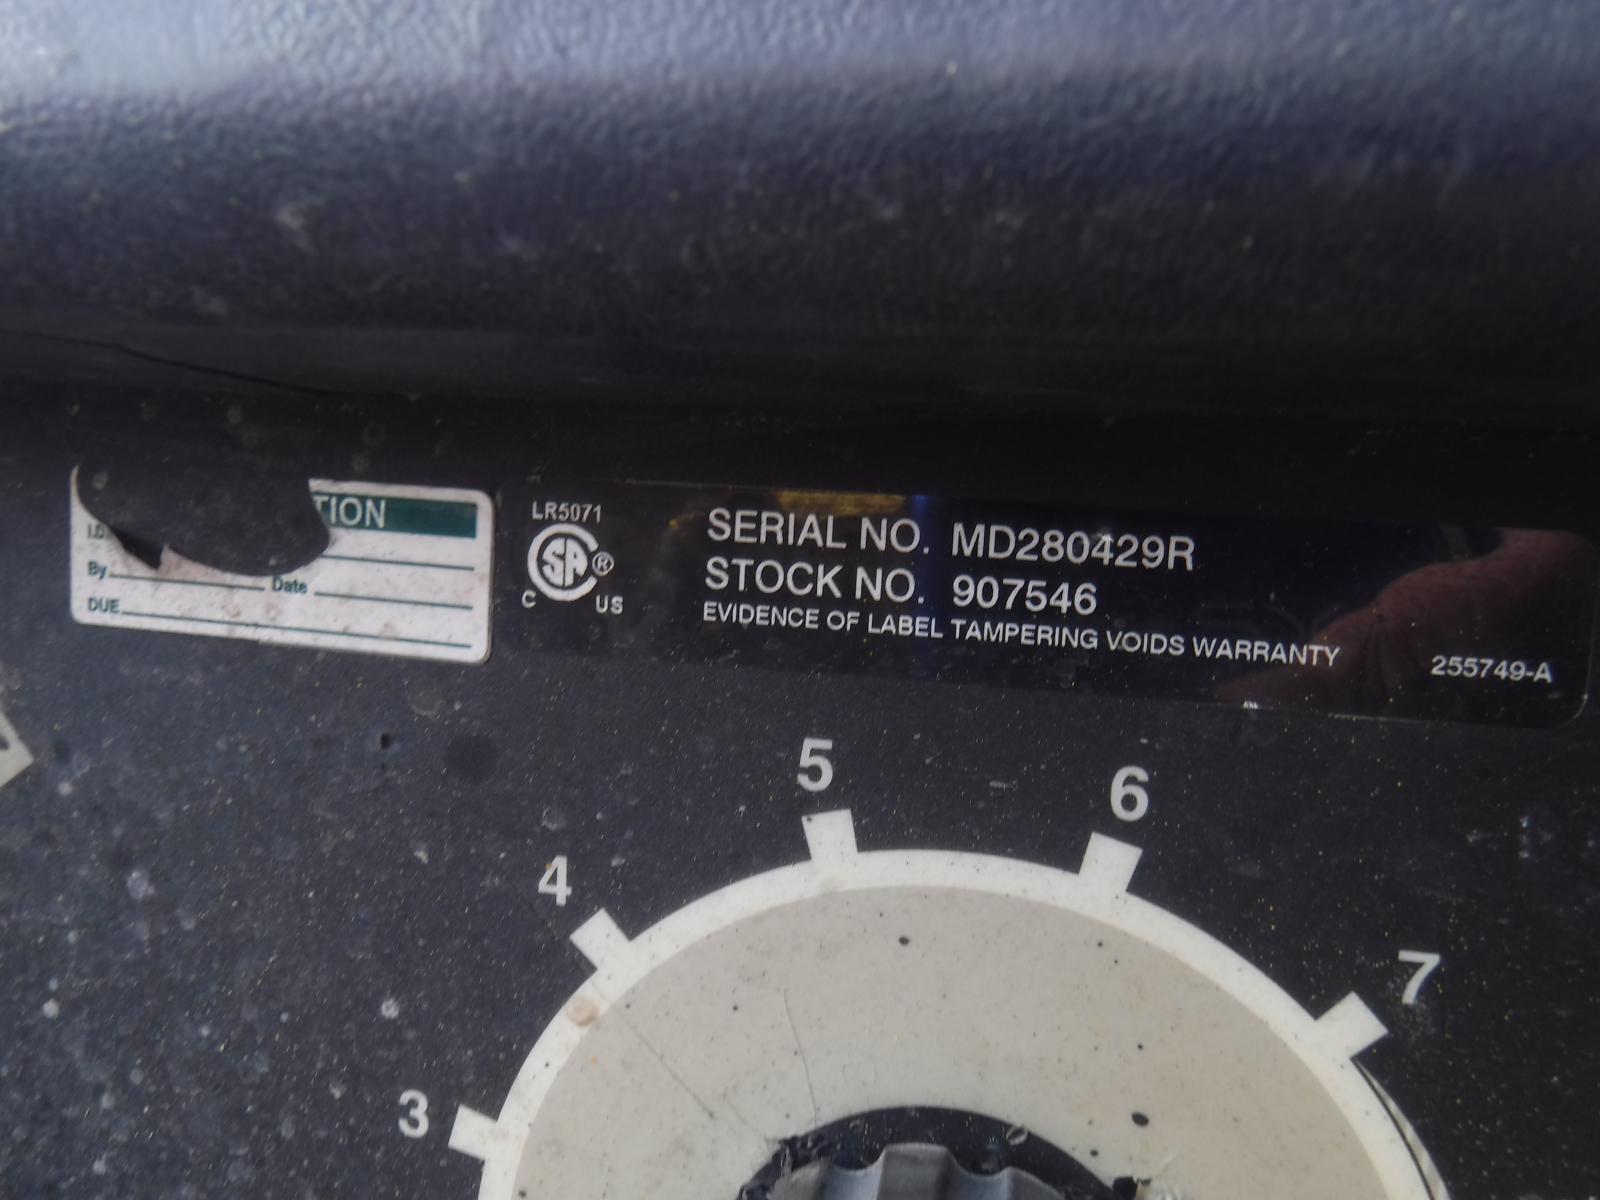 TION
I.D.
By
Date
DUE
LR5071
SA ®
C US
SERIAL NO. MD280429R
STOCK NO. 907546
EVIDENCE OF LABEL TAMPERING VOIDS WARRANTY
255749-A
5
6
4
7
3